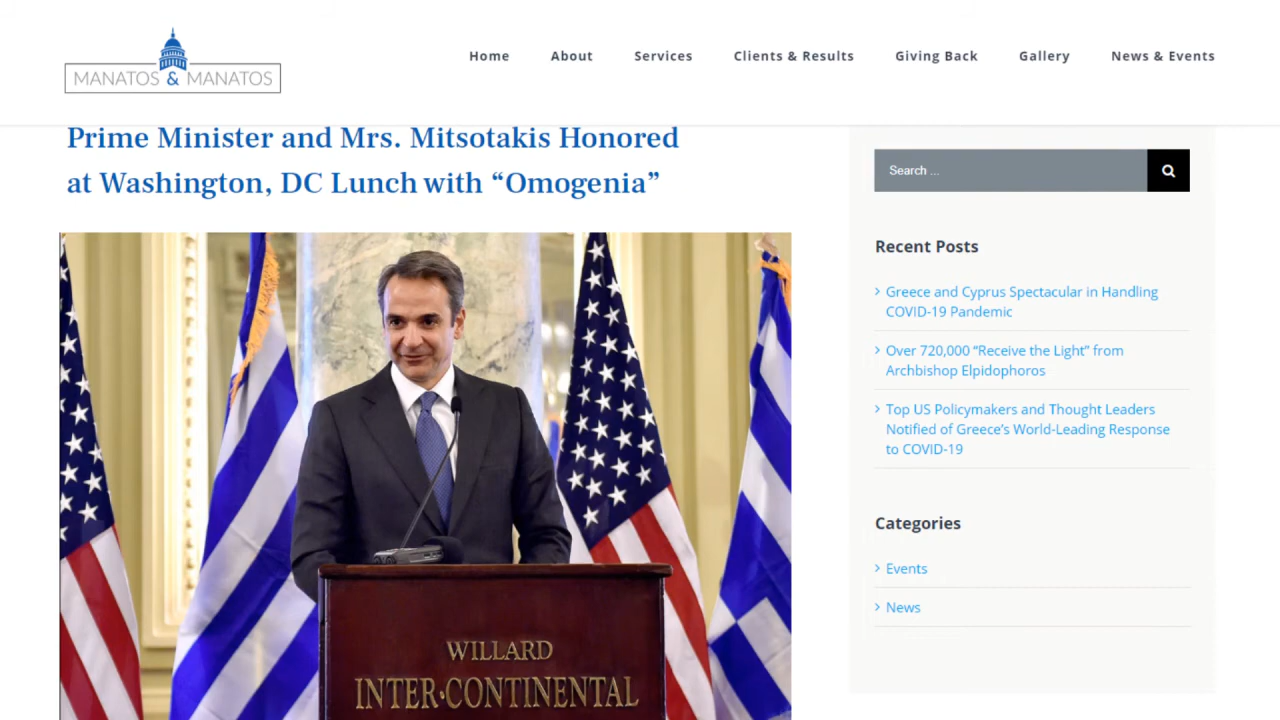 MANATOS & MANATOS
Home About Services Clients & Results Giving Back Gallery News & Events
Prime Minister and Mrs. Mitsotakis Honored
at Washington, DC Lunch with “Omogenia”
WILLARD
INTER·CONTINENTAL
Search ...
Recent Posts
Greece and Cyprus Spectacular in Handling
COVID-19 Pandemic
Over 720,000 “Receive the Light” from
Archbishop Elpidophoros
Top US Policymakers and Thought Leaders
Notified of Greece’s World-Leading Response
to COVID-19
Categories
Events
News